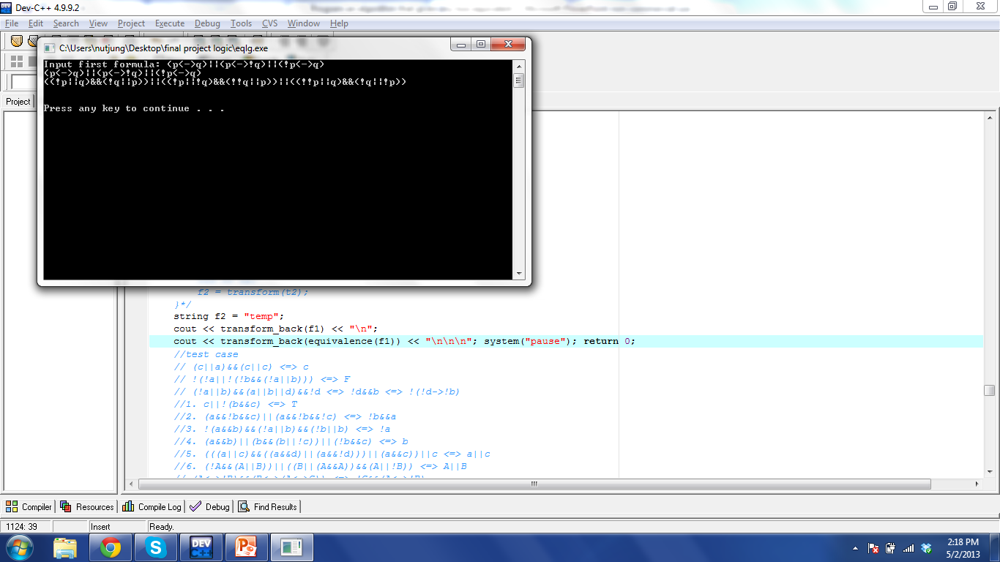 Dev-C++ 4.9.9.2
File Edit Search View Project Execute Debug Tools CVS Window Help
C:\Users\nutjung\Desktop\final project logic\eqlg.exe
Input first formula: (p<->q)||(p<->!q)||(!p<->q)
(p<->q)||(p<->!q)||(!p<->q)
((!p||q)&&(!q||p))||((!p||!q)&&(!!q||p))||((!!p||q)&&(!q||!p))
Press any key to continue . . .
Project
f2 = transform(t2);
}*/
string f2 = "temp";
cout << transform_back(f1) << "\n";
cout << transform_back(equivalence(f1)) << "\n\n\n"; system("pause"); return 0;
//test case
// (c||a)&&(c||c) <=> c
// !(!a||!(!b&&(!a||b))) <=> F
// (!a||b)&&(a||b||d)&&!d <=> !d&&b <=> !(!d->!b)
//1. c||!(b&&c) <=> T
//2. (a&&!b&&c)||(a&&!b&&!c) <=> !b&&a
//3. !(a&&b)&&(!a||b)&&(!b||b) <=> !a
//4. (a&&b)||(b&&(b||!c))||(!b&&c) <=> b
//5. (((a||c)&&((a&&d)||(a&&!d)))||(a&&c))||c <=> a||c
//6. (!A&&(A||B))||((B||(A&&A))&&(A||!B)) <=> A||B
Compiler Resources Compile Log Debug Find Results
1124: 39 Insert Ready.
DEV C++
2:18 PM
5/2/2013